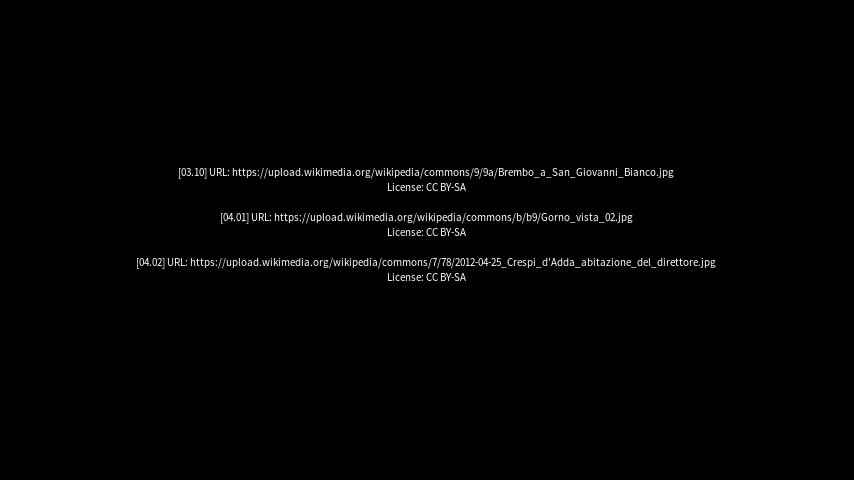 [03.10] URL: https://upload.wikimedia.org/wikipedia/commons/9/9a/Brembo_a_San_Giovanni_Bianco.jpg
License: CC BY-SA
[04.01] URL: https://upload.wikimedia.org/wikipedia/commons/b/b9/Gorno_vista_02.jpg
License: CC BY-SA
[04.02] URL: https://upload.wikimedia.org/wikipedia/commons/7/78/2012-04-25_Crespi_d'Adda_abitazione_del_direttore.jpg
License: CC BY-SA